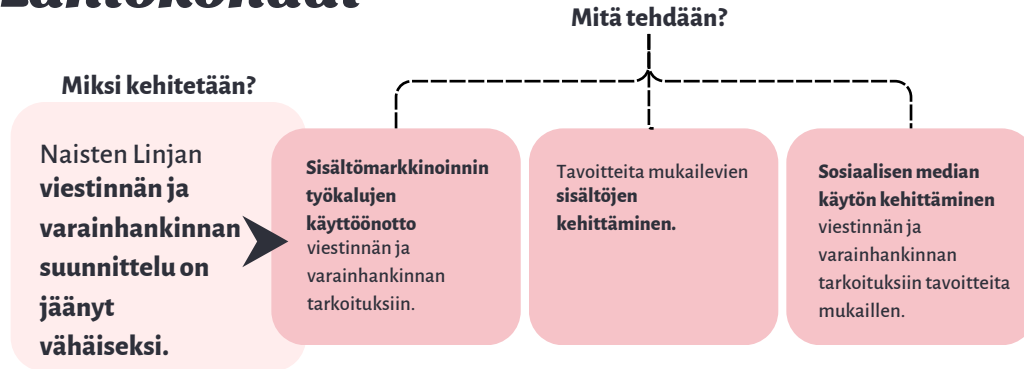 Mitä tehdään?
Miksi kehitetään?
Naisten Linjan
viestinnän ja
varainhankinnan
suunnittelu on
jäänyt
vähäiseksi.
Sisältömarkkinoinnin
työkalujen
käyttöönotto
viestinnän ja
varainhankinnan
tarkoituksiin.
Tavoitteita mukailevien
sisältöjen
kehittäminen.
Sosiaalisen median
käytön kehittäminen
viestinnän ja
varainhankinnan
tarkoituksiin tavoitteita
mukaillen.